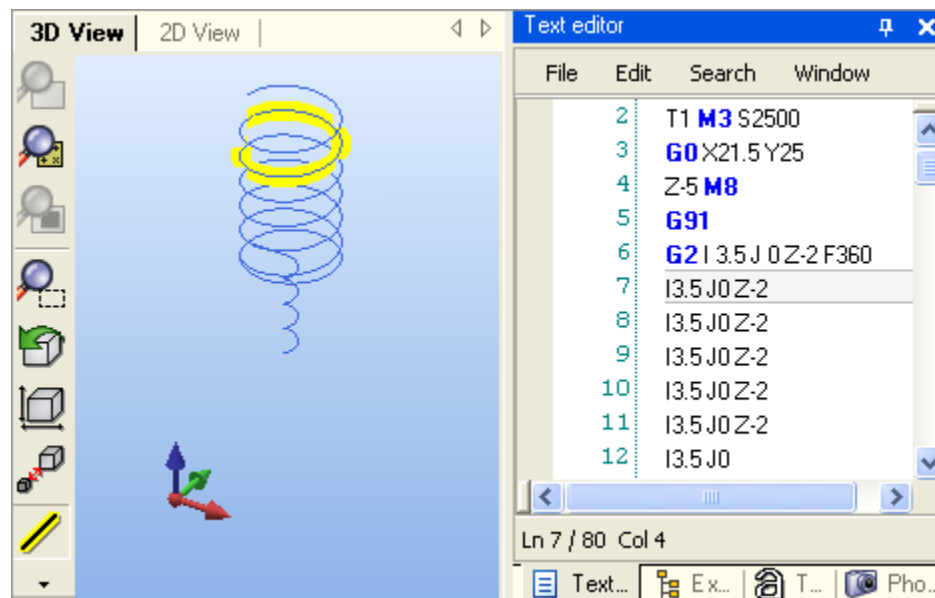 3D View 2D View
Text editor
File Edit Search Window
2 T1 M3 S2500
3 G0 X21.5 Y25
4 Z-5 M8
5 G91
6 G2 I 3.5 J 0 Z-2 F360
7 I3.5 J0 Z-2
8 I3.5 J0 Z-2
9 I3.5 J0 Z-2
10 I3.5 J0 Z-2
11 I3.5 J0 Z-2
12 I3.5 J0
Ln 7 / 80 Col 4
Text... Ex... T... Pho...